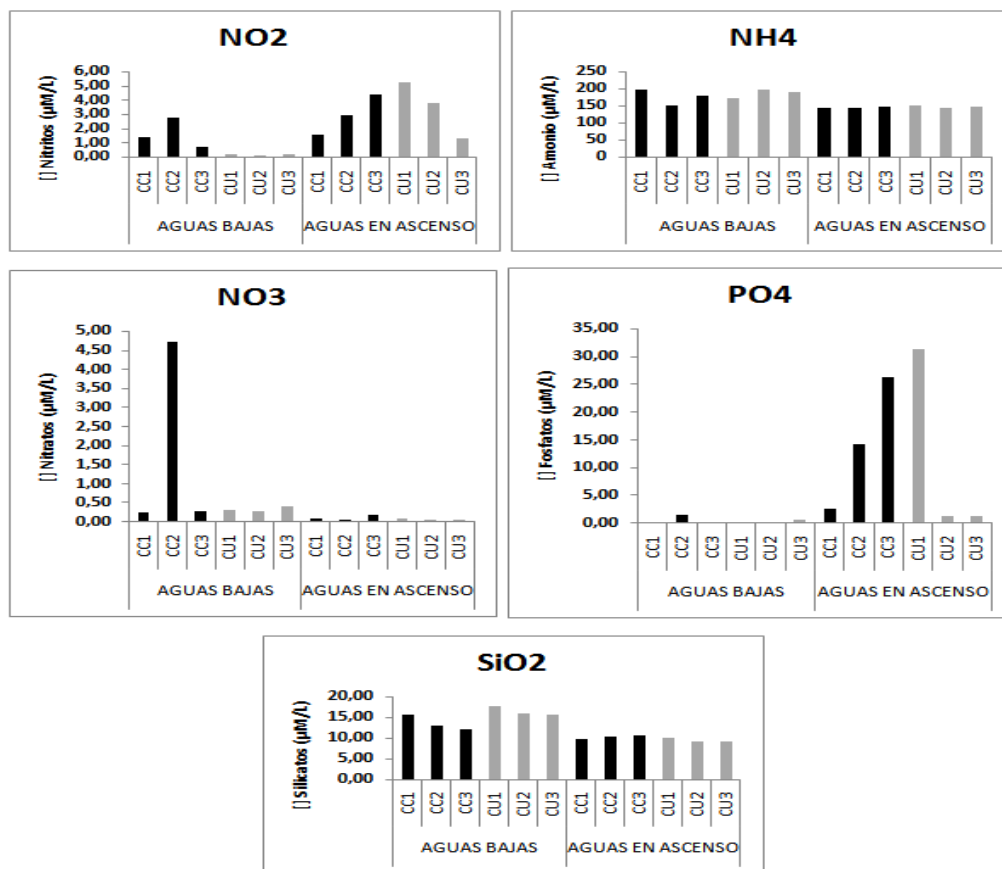 NO2
[] Nitritos (µM/L)
6,00
5,00
4,00
3,00
2,00
1,00
0,00
CC1 CC2 CC3 CU1 CU2 CU3 CC1 CC2 CC3 CU1 CU2 CU3
AGUAS BAJAS AGUAS EN ASCENSO
NH4
[] Amonio (µM/L)
250
200
150
100
50
0
CC1 CC2 CC3 CU1 CU2 CU3 CC1 CC2 CC3 CU1 CU2 CU3
AGUAS BAJAS AGUAS EN ASCENSO
NO3
[] Nitratos (µM/L)
5,00
4,50
4,00
3,50
3,00
2,50
2,00
1,50
1,00
0,50
0,00
CC1 CC2 CC3 CU1 CU2 CU3 CC1 CC2 CC3 CU1 CU2 CU3
AGUAS BAJAS AGUAS EN ASCENSO
PO4
[] Fosfatos (µM/L)
35,00
30,00
25,00
20,00
15,00
10,00
5,00
0,00
CC1 CC2 CC3 CU1 CU2 CU3 CC1 CC2 CC3 CU1 CU2 CU3
AGUAS BAJAS AGUAS EN ASCENSO
SiO2
[] Silicatos (µM/L)
20,00
15,00
10,00
5,00
0,00
CC1 CC2 CC3 CU1 CU2 CU3 CC1 CC2 CC3 CU1 CU2 CU3
AGUAS BAJAS AGUAS EN ASCENSO